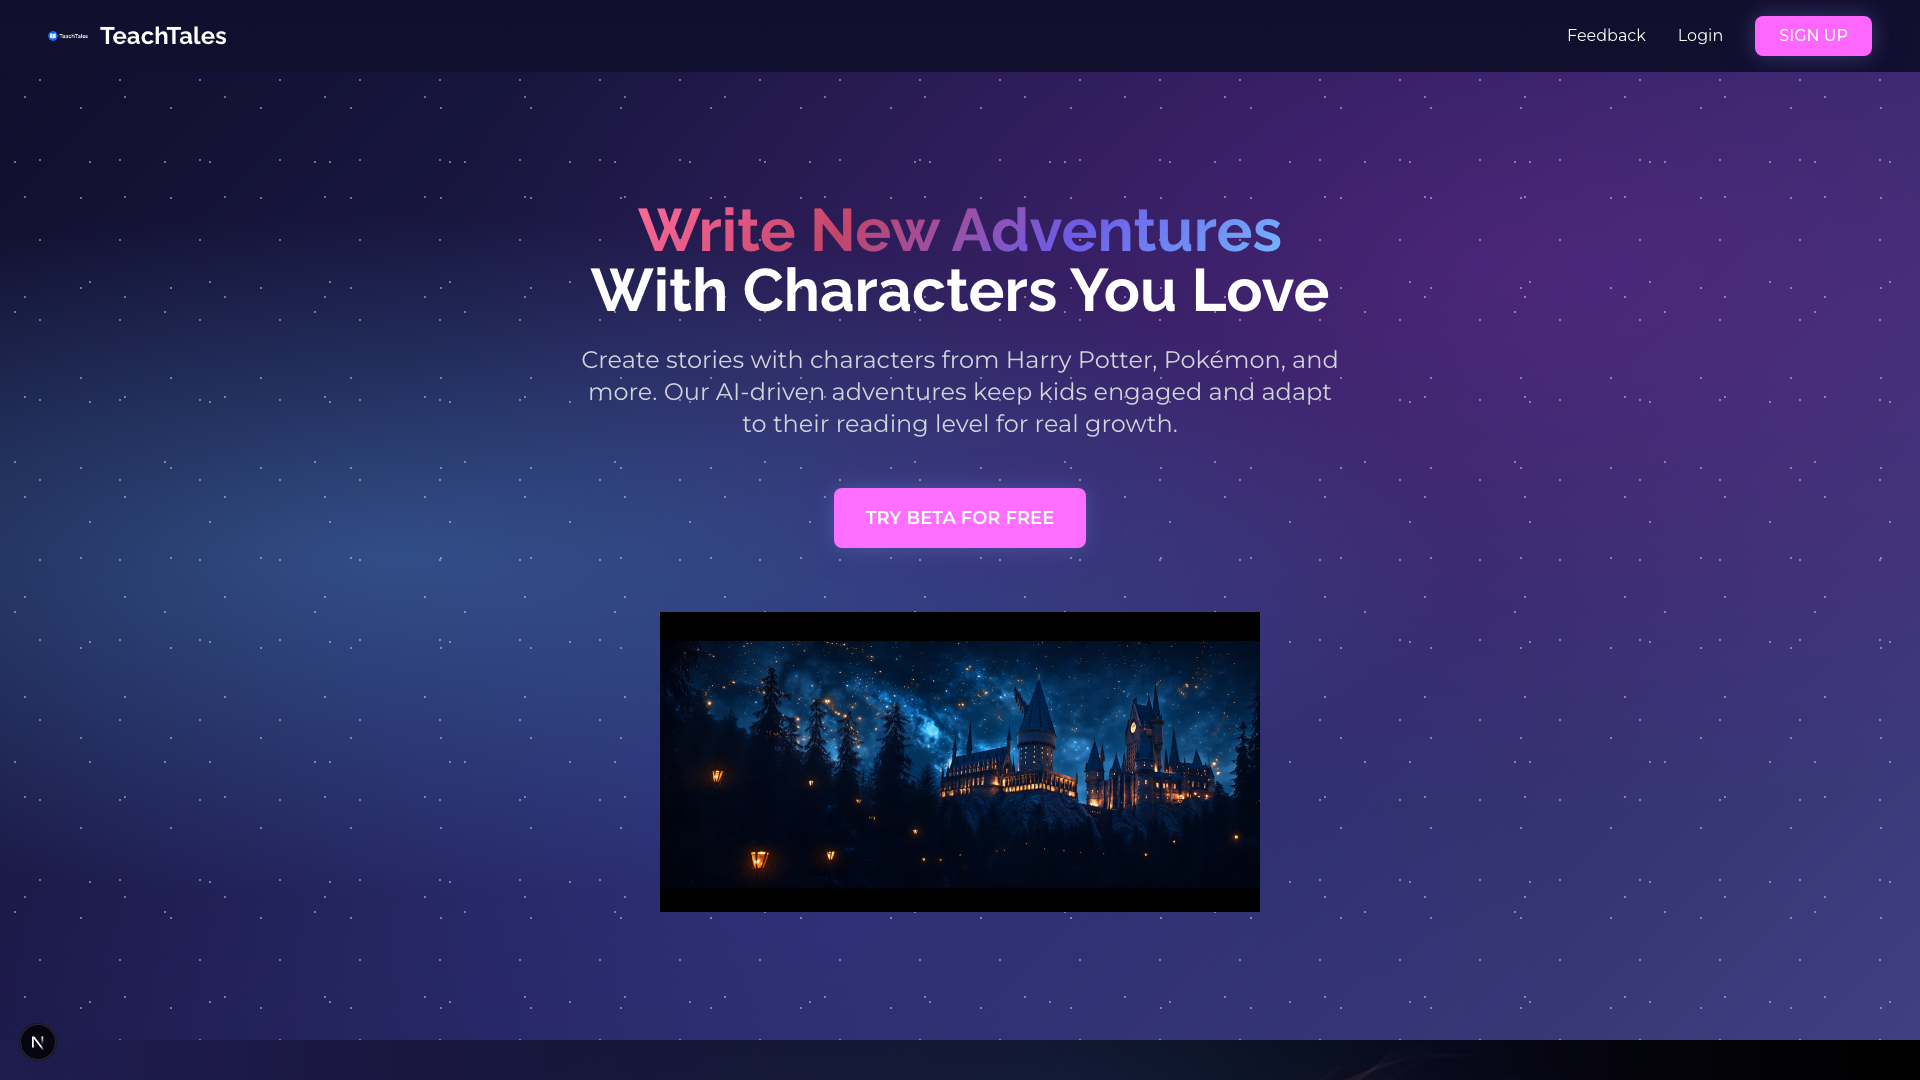 TeachTales TeachTales
Feedback Login SIGN UP
Write New Adventures
With Characters You Love
Create stories with characters from Harry Potter, Pokémon, and
more. Our AI-driven adventures keep kids engaged and adapt
to their reading level for real growth.
TRY BETA FOR FREE
N